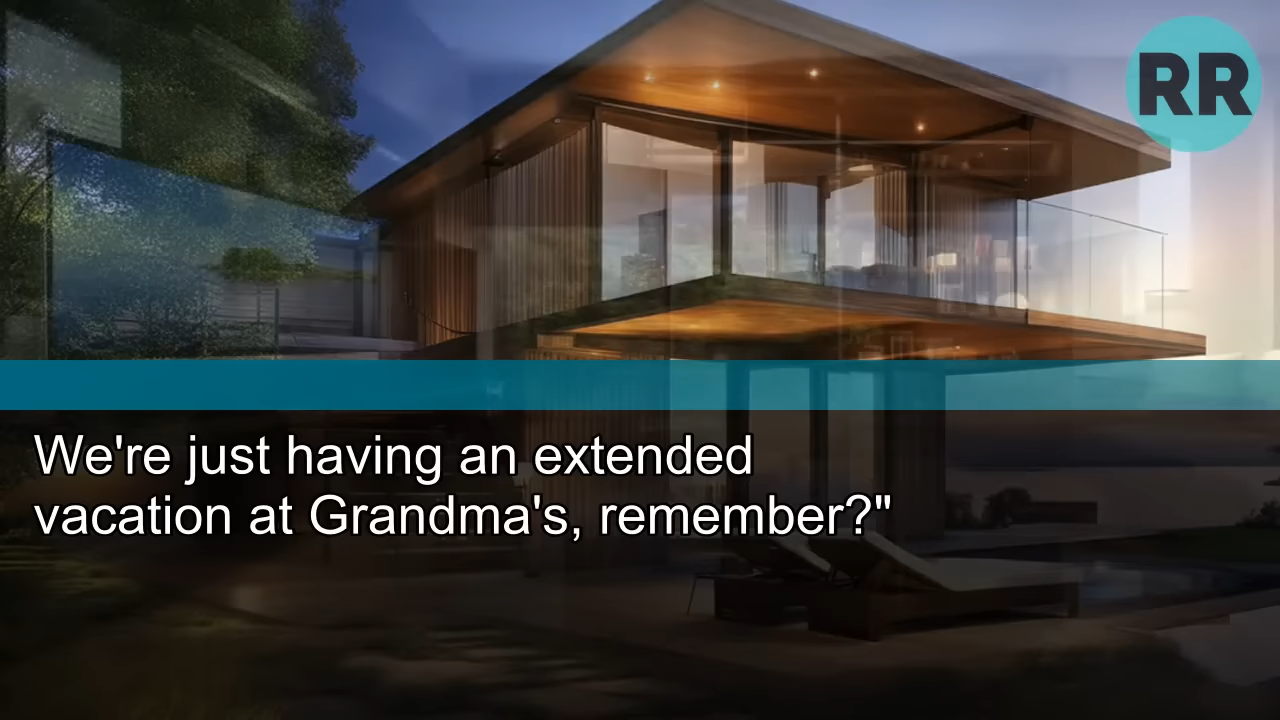 RR
We're just having an extended
vacation at Grandma's, remember?"